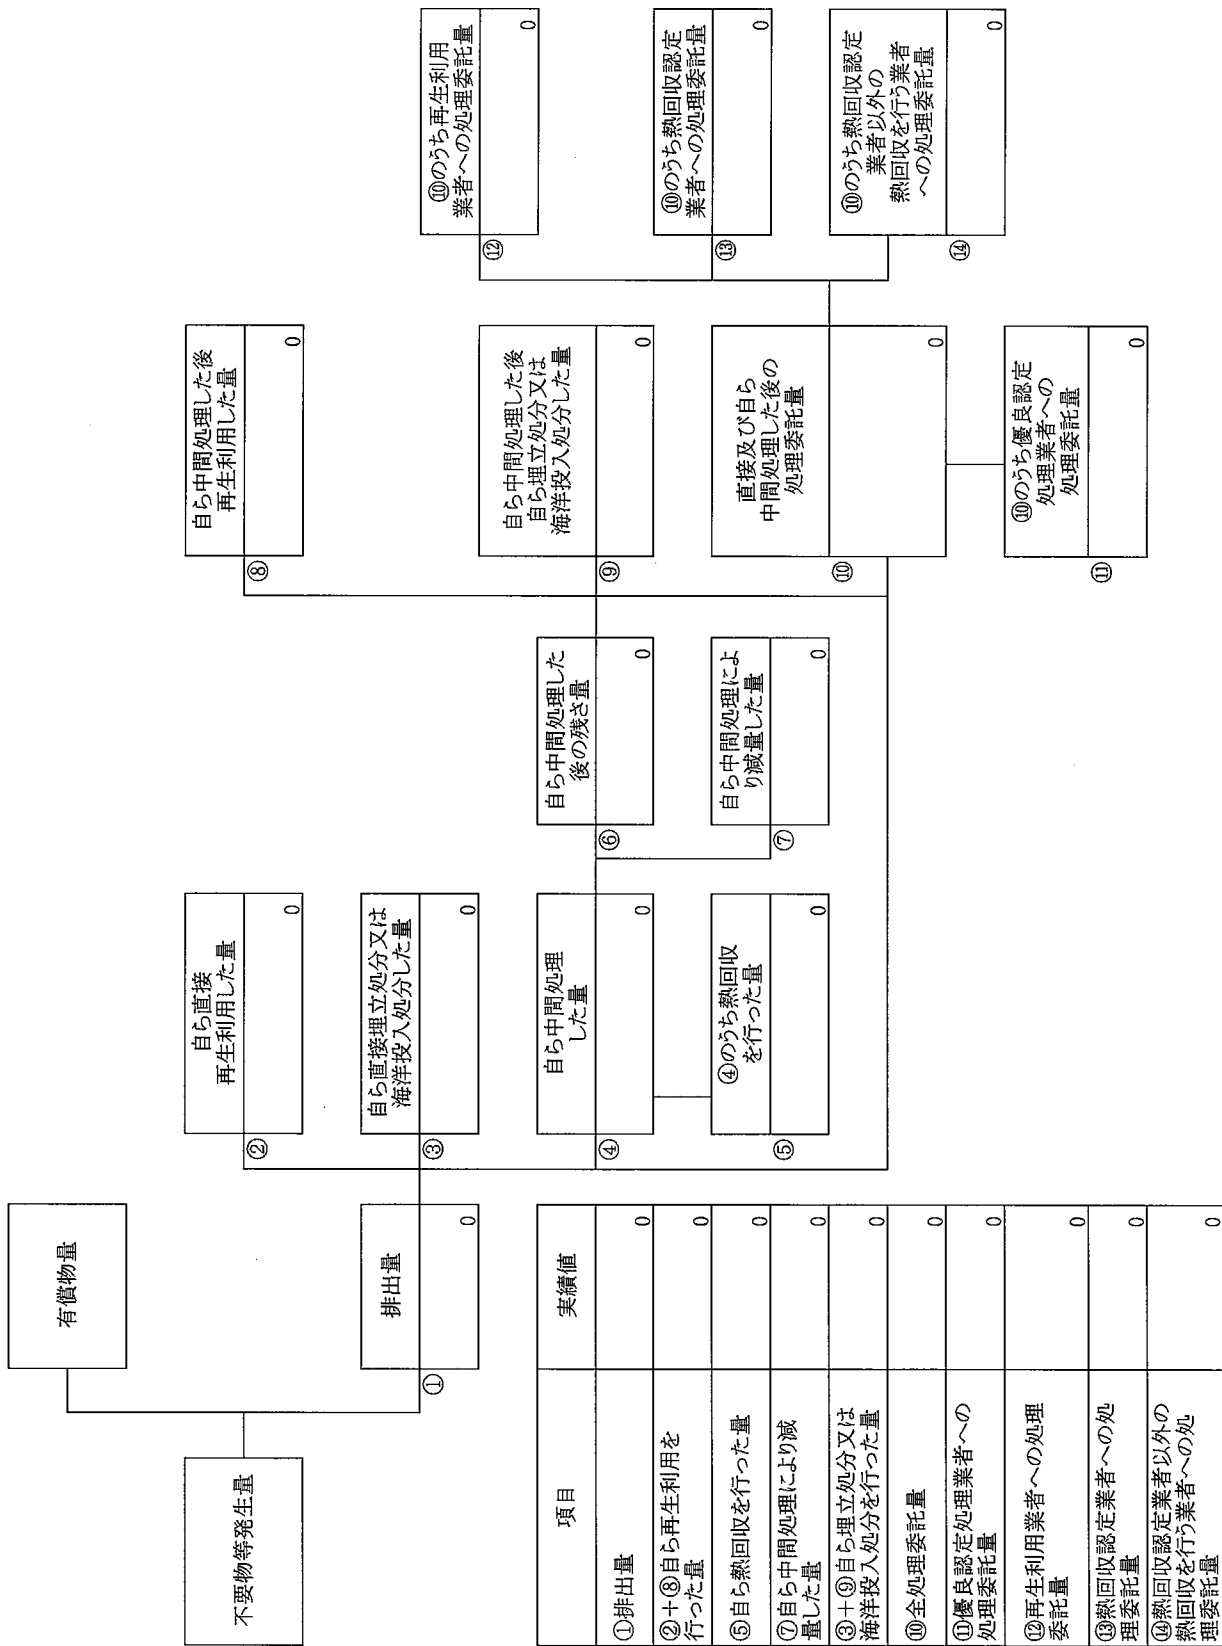 不要物等発生量
有償物量
①
排出量
0
②
自ら直接
再生利用した量
0
③
自ら直接埋立処分又は
海洋投入処分した量
0
④
自ら中間処理
した量
0
⑤
④のうち熱回収
を行った量
0
⑥
自ら中間処理した
後の残さ量
0
⑦
自ら中間処理によ
り減量した量
0
⑧
自ら中間処理した後
再生利用した量
0
⑨
自ら中間処理した後
自ら埋立処分又は
海洋投入処分した量
0
⑩
直接及び自ら
中間処理した後の
処理委託量
0
⑪
⑩のうち優良認定
処理業者への
処理委託量
0
⑫
⑩のうち再生利用
業者への処理委託量
0
⑬
⑩のうち熱回収認定
業者への処理委託量
0
⑭
⑩のうち熱回収認定
業者以外の
熱回収を行う業者
への処理委託量
0
項目
実績値
①排出量
0
②+⑧自ら再生利用を
行った量
0
⑤自ら熱回収を行った量
0
⑦自ら中間処理により減
量した量
0
③+⑨自ら埋立処分又は
海洋投入処分を行った量
0
⑩全処理委託量
0
⑪優良認定処理業者への
処理委託量
0
⑫再生利用業者への処理
委託量
0
⑬熱回収認定業者への処
理委託量
0
⑭熱回収認定業者以外の
熱回収を行う業者への処
理委託量
0